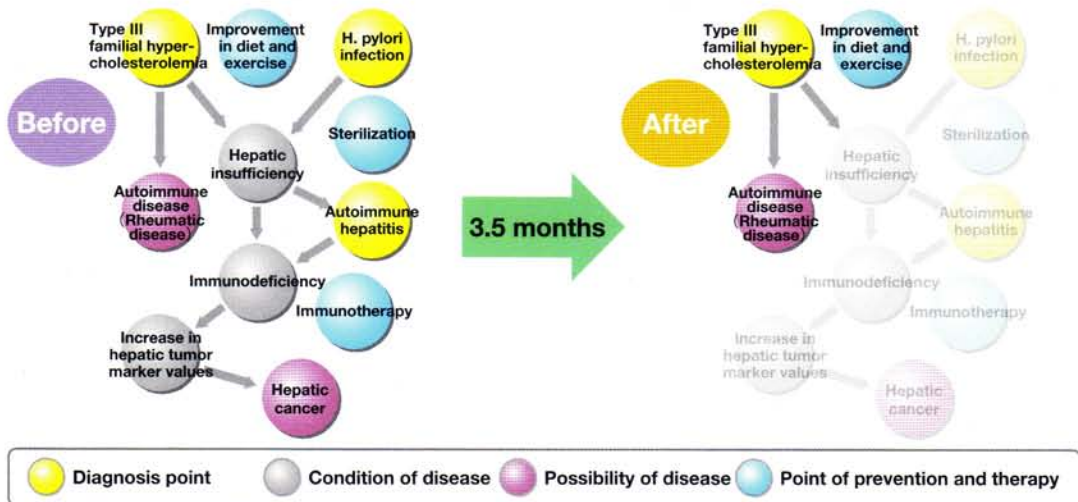 Type III
familial hyper-
cholesterolemia
Improvement
in diet and
exercise
H. pylori
infection
Before
Sterilization
Hepatic
insufficiency
Autoimmune
disease
(Rheumatic
disease)
Autoimmune
hepatitis
Immunodeficiency
Immunotherapy
Increase in
hepatic tumor
marker values
Hepatic
cancer
3.5 months
Type III
familial hyper-
cholesterolemia
Improvement
in diet and
exercise
H. pylori
infection
After
Sterilization
Hepatic
insufficiency
Autoimmune
disease
(Rheumatic
disease)
Autoimmune
hepatitis
Immunodeficiency
Immunotherapy
Increase in
hepatic tumor
marker values
Hepatic
cancer
Diagnosis point
Condition of disease
Possibility of disease
Point of prevention and therapy